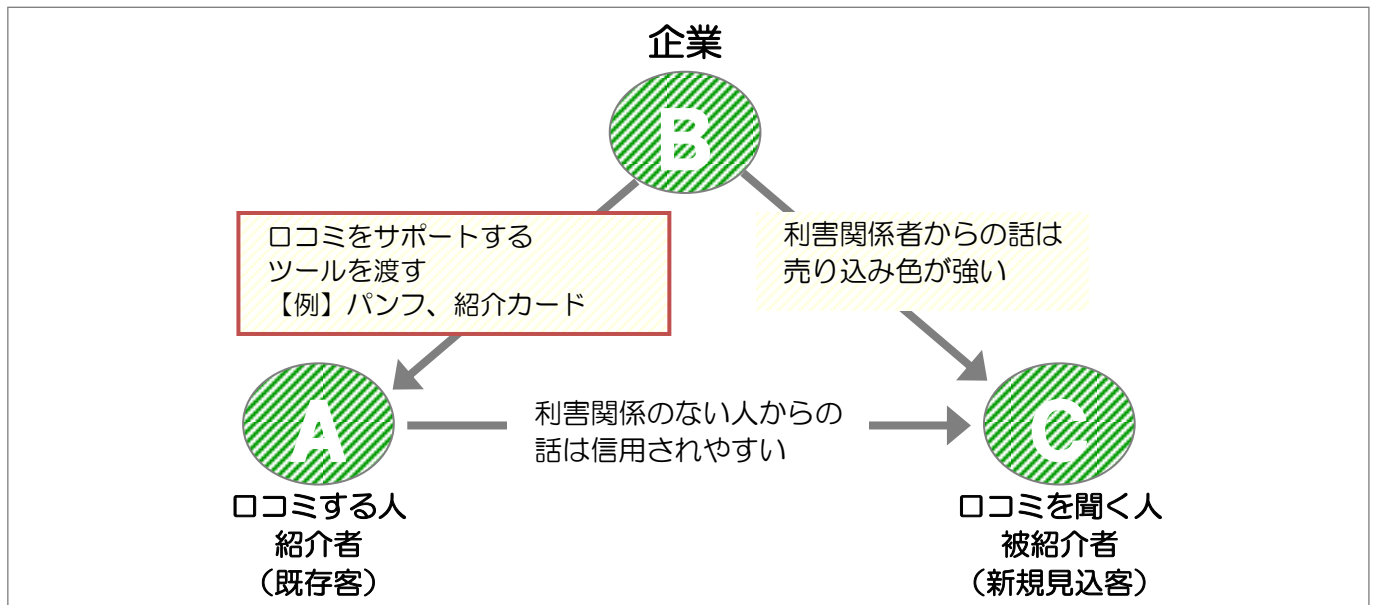 企業
B
口コミをサポートする
ツールを渡す
【例】パンフ、紹介カード
利害関係者からの話は
売り込み色が強い
A
利害関係のない人からの
話は信用されやすい
C
口コミする人
紹介者
（既存客）
口コミを聞く人
被紹介者
（新規見込客）